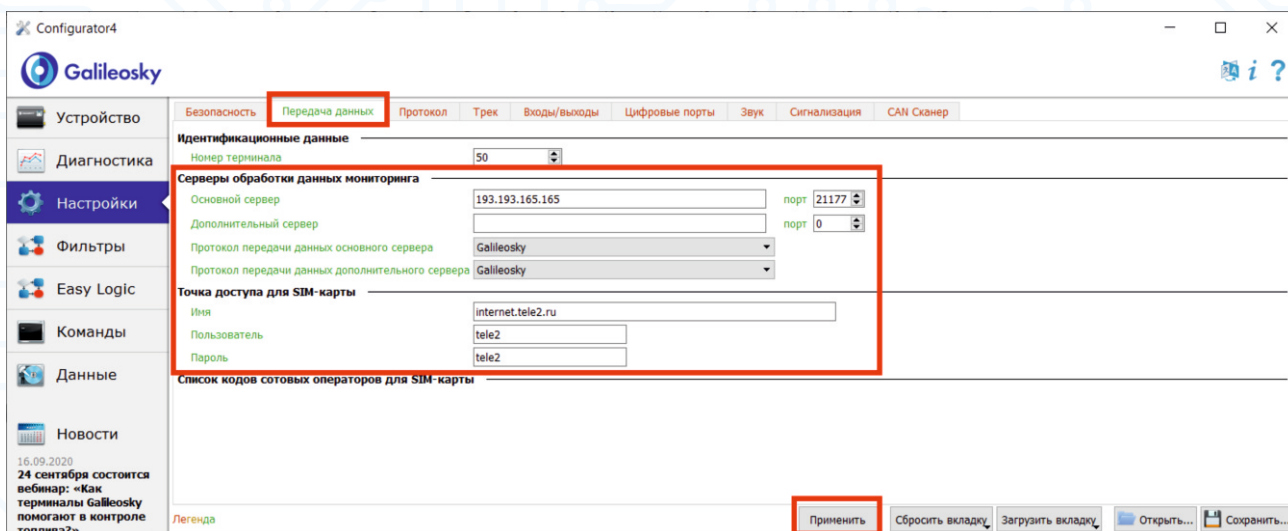 Configurator4
Galileosky
Устройство
Диагностика
Настройки
Фильтры
Easy Logic
Команды
Данные
Новости
16.09.2020
24 сентября состоится
вебинар: «Как
терминалы Galileosky
помогают в контроле
топлива?»
Безопасность Передача данных Протокол Трек Входы/выходы Цифровые порты Звук Сигнализация CAN Сканер
Идентификационные данные
Номер терминала 50
Серверы обработки данных мониторинга
Основной сервер 193.193.165.165 порт 21177
Дополнительный сервер порт 0
Протокол передачи данных основного сервера Galileosky
Протокол передачи данных дополнительного сервера Galileosky
Точка доступа для SIM-карты
Имя internet.tele2.ru
Пользователь tele2
Пароль tele2
Список кодов сотовых операторов для SIM-карты
Легенда Применить Сбросить вкладку Загрузить вкладку Открыть... Сохранить...